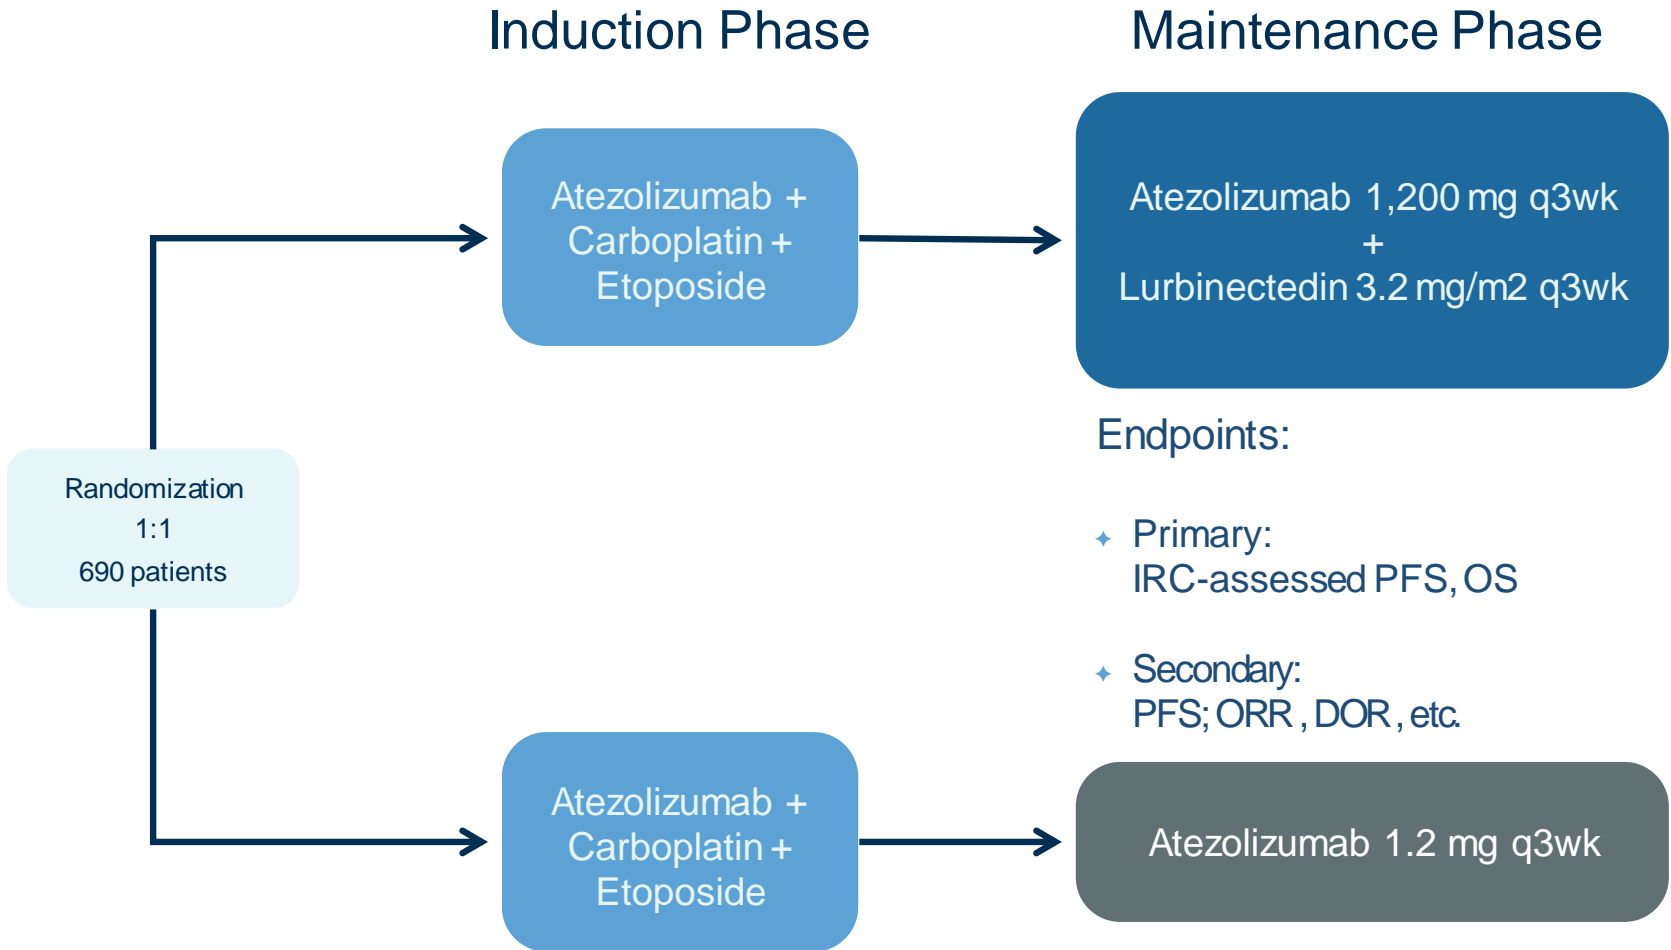 Induction Phase
Maintenance Phase
Atezolizumab +
Carboplatin +
Etoposide
Atezolizumab 1,200 mg q3wk
+
Lurbinectedin 3.2 mg/m2 q3wk
Randomization
1:1
690 patients
Endpoints:
Primary:
IRC-assessed PFS, OS
Secondary:
PFS; ORR , DOR , etc.
Atezolizumab +
Carboplatin +
Etoposide
Atezolizumab 1.2 mg q3wk